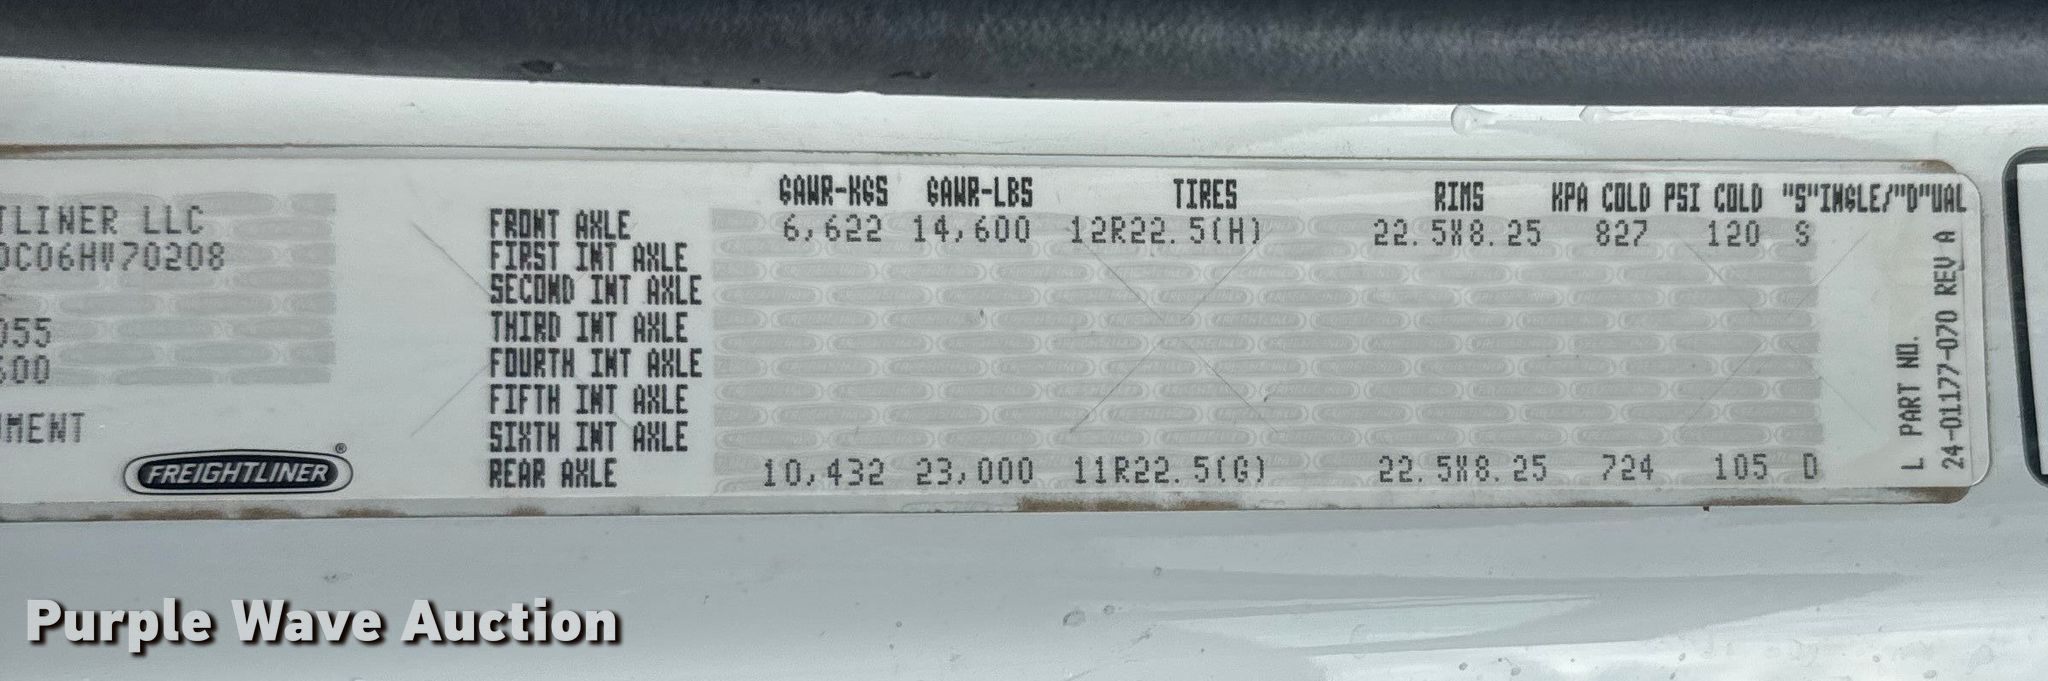 TLINER LLC
DC06HV70208
055
600
UMENT
FREIGHTLINER®
GAWR-KGS GAWR-LBS TIRES RIMS KPA COLD PSI COLD "S"INGLE/"D"UAL
FRONT AXLE 6,622 14,600 12R22.5(H) 22.5X8.25 827 120 S
FIRST INT AXLE
SECOND INT AXLE
THIRD INT AXLE
FOURTH INT AXLE
FIFTH INT AXLE
SIXTH INT AXLE
REAR AXLE 10,432 23,000 11R22.5(G) 22.5X8.25 724 105 D
L PART NO.
24-01177-070 REV A
Purple Wave Auction